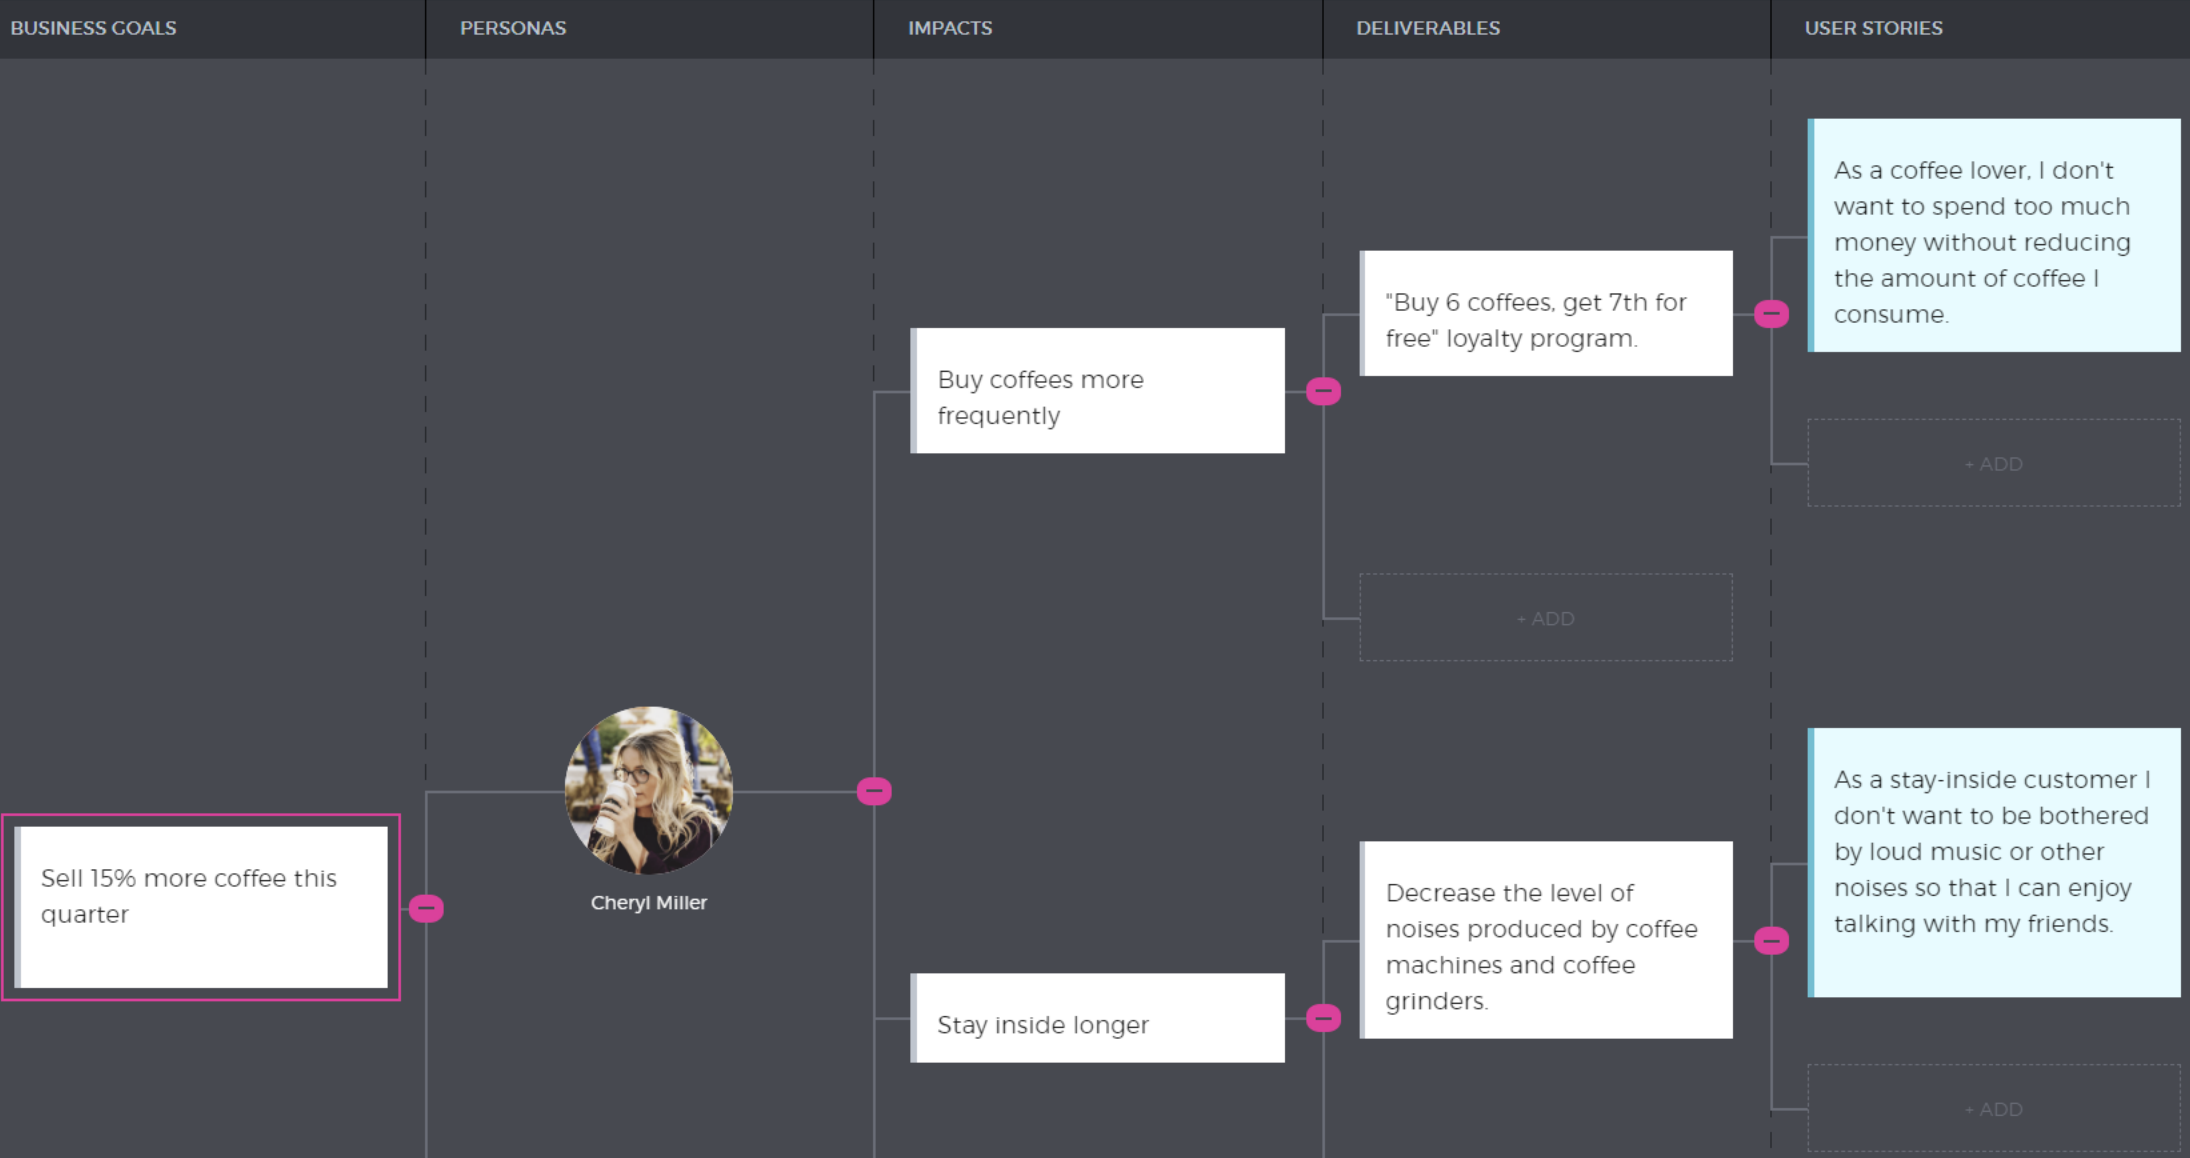 BUSINESS GOALS
PERSONAS
IMPACTS
DELIVERABLES
USER STORIES
Sell 15% more coffee this
quarter
Cheryl Miller
Buy coffees more
frequently
Stay inside longer
"Buy 6 coffees, get 7th for
free" loyalty program.
+ ADD
Decrease the level of
noises produced by coffee
machines and coffee
grinders.
As a coffee lover, I don't
want to spend too much
money without reducing
the amount of coffee I
consume.
+ ADD
As a stay-inside customer I
don't want to be bothered
by loud music or other
noises so that I can enjoy
talking with my friends.
+ ADD